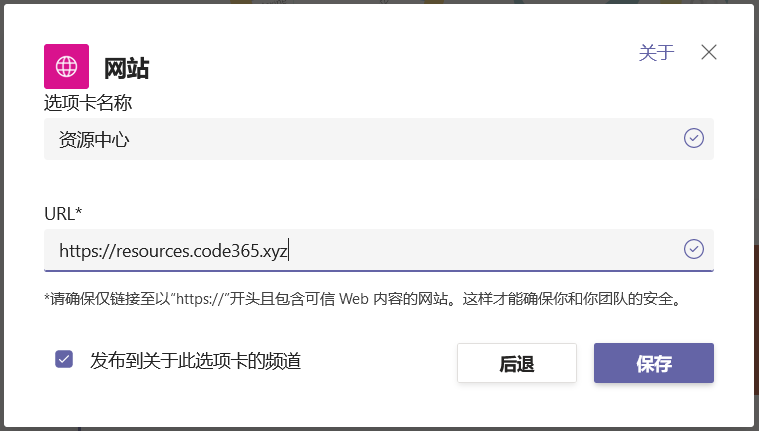 网站
关于
选项卡名称
资源中心
URL*
https://resources.code365.xyz
*请确保仅链接至以“https://”开头且包含可信 Web 内容的网站。这样才能确保你和你团队的安全。
发布到关于此选项卡的频道
后退
保存